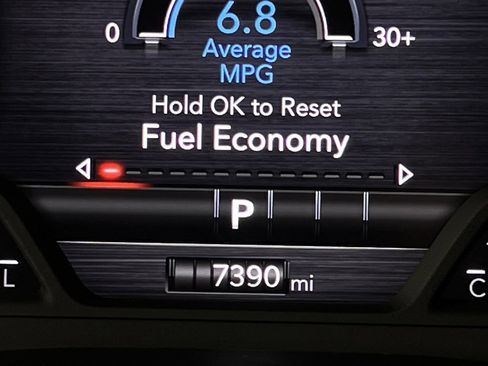 6.8
0 30+
Average
MPG
Hold OK to Reset
Fuel Economy
P
7390 mi
L C